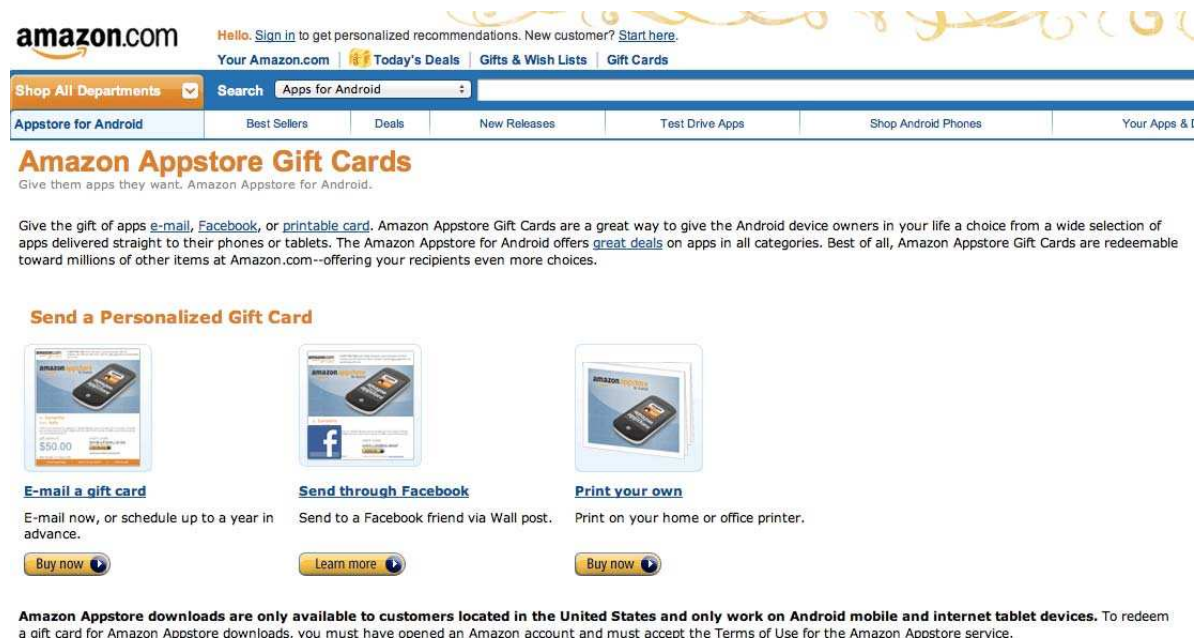 amazon.com
Hello. Sign in to get personalized recommendations. New customer? Start here.
Your Amazon.com Today's Deals Gifts & Wish Lists Gift Cards
Shop All Departments Search Apps for Android
Appstore for Android Best Sellers Deals New Releases Test Drive Apps Shop Android Phones Your Apps &
Amazon Appstore Gift Cards
Give them apps they want. Amazon Appstore for Android.
Give the gift of apps e-mail, Facebook, or printable card. Amazon Appstore Gift Cards are a great way to give the Android device owners in your life a choice from a wide selection of
apps delivered straight to their phones or tablets. The Amazon Appstore for Android offers great deals on apps in all categories. Best of all, Amazon Appstore Gift Cards are redeemable
toward millions of other items at Amazon.com--offering your recipients even more choices.
Send a Personalized Gift Card
amazon appstore
$50.00
amazon appstore
f
amazon appstore
E-mail a gift card Send through Facebook Print your own
E-mail now, or schedule up to a year in Send to a Facebook friend via Wall post. Print on your home or office printer.
advance.
Buy now Learn more Buy now
Amazon Appstore downloads are only available to customers located in the United States and only work on Android mobile and internet tablet devices. To redeem
a gift card for Amazon Appstore downloads, you must have opened an Amazon account and must accept the Terms of Use for the Amazon Appstore service.